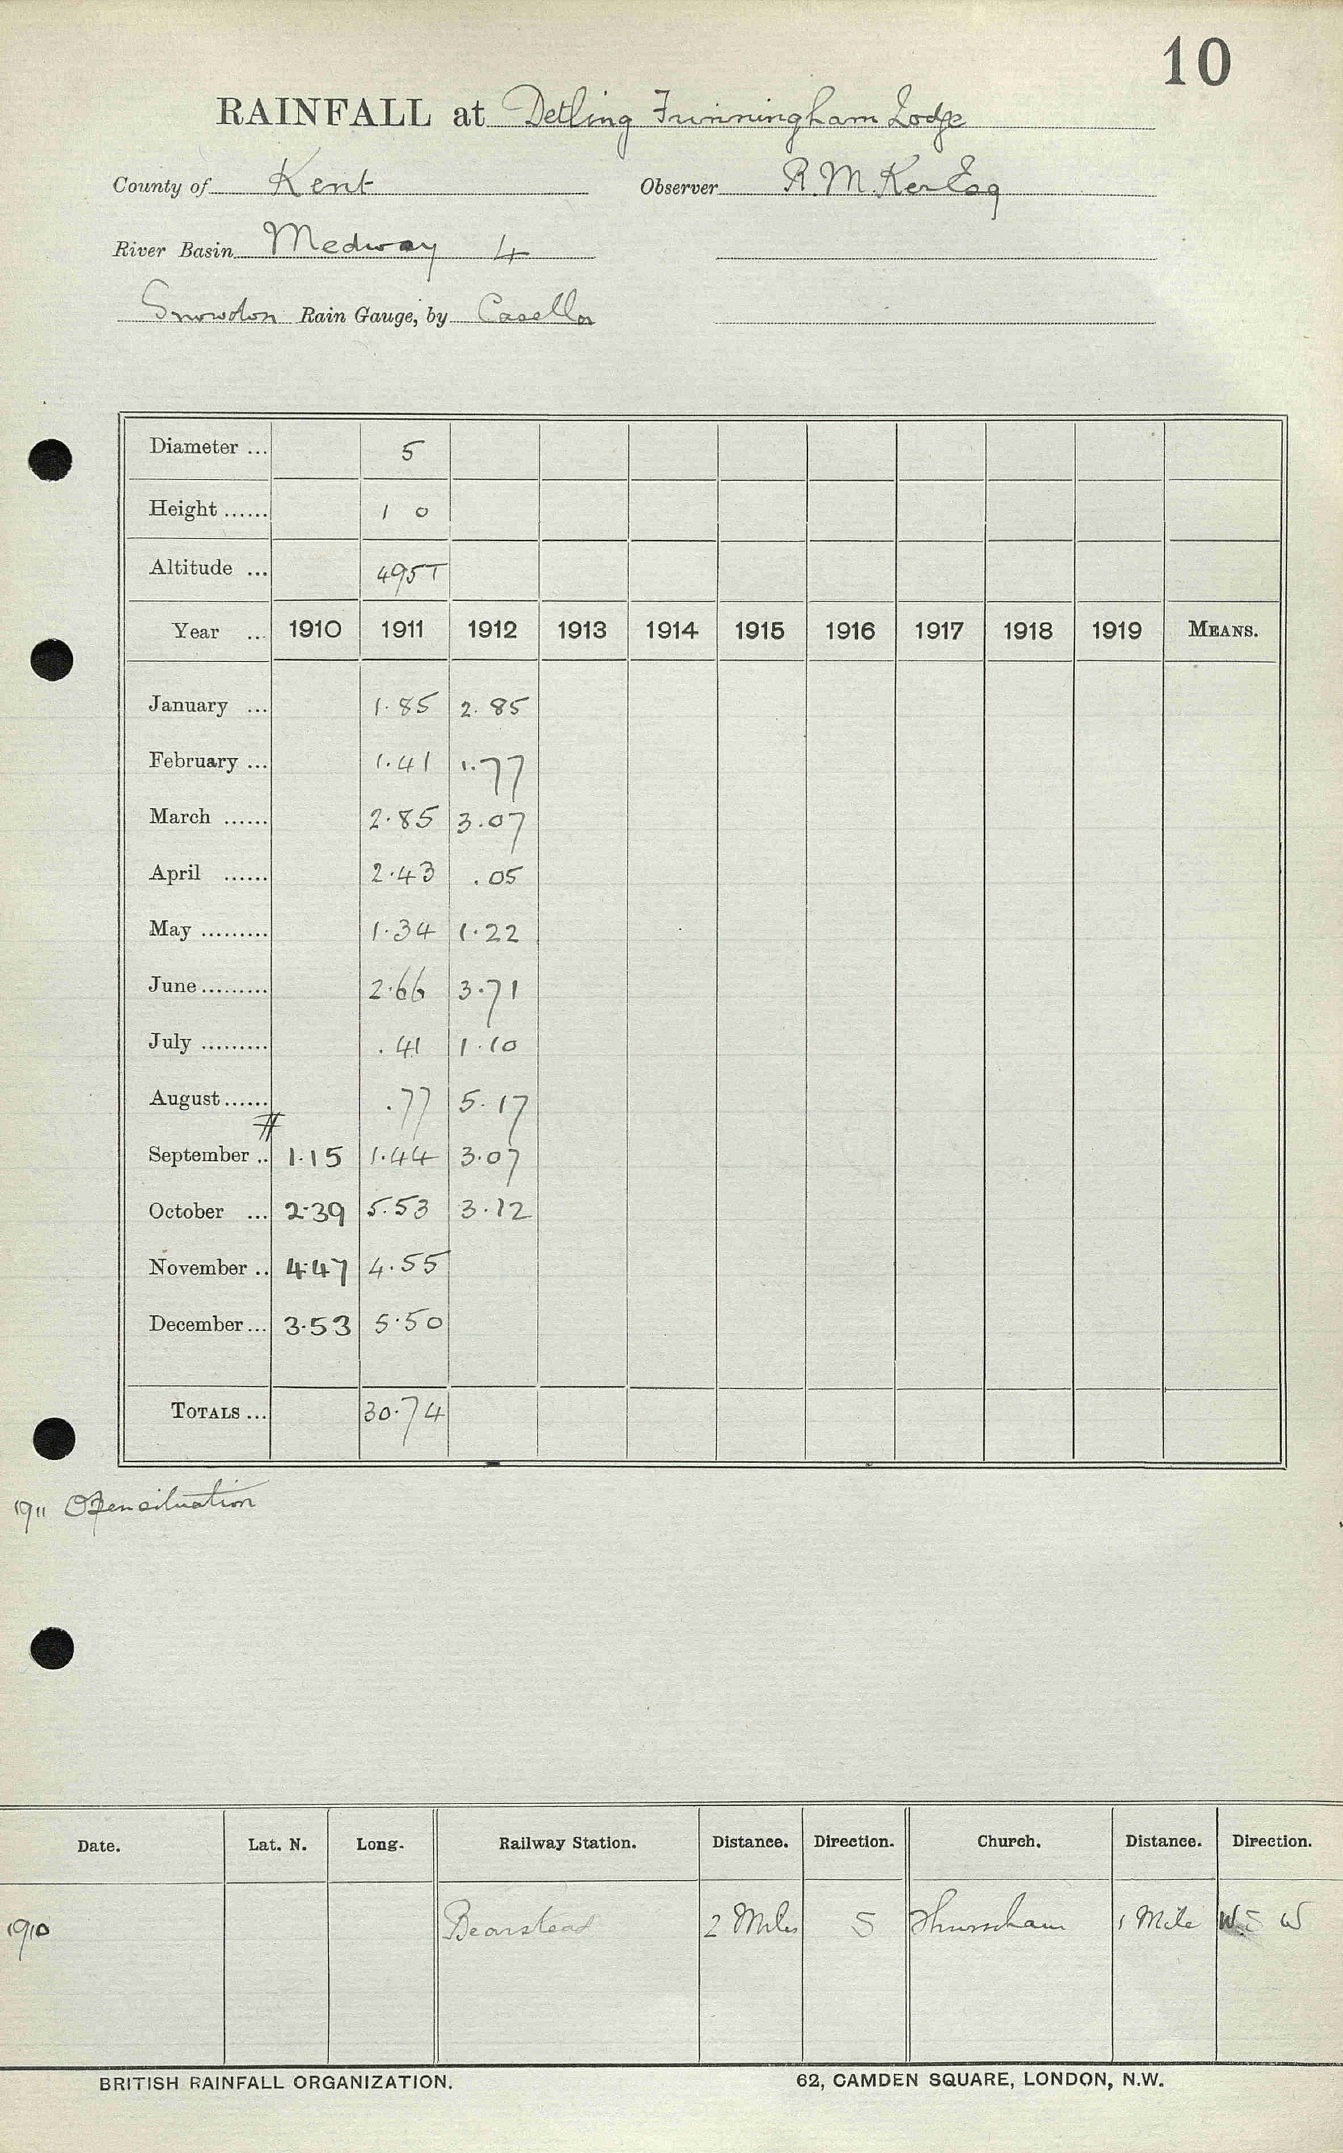 10
RAINFALL at Detling Frinningham Lodge
County of Kent Observer R. M. Ker Esq
River Basin Medway 4
Snowdon Rain Gauge, by Casella
Diameter ... 5
Height ...... 1 0
Altitude ... 495T
Year ... 1910 1911 1912 1913 1914 1915 1916 1917 1918 1919 MEANS.
January ... 1.85 2.85
February ... 1.41 1.77
March ...... 2.85 3.07
April ...... 2.43 .05
May ......... 1.34 1.22
June ......... 2.66 3.71
July ......... .41 1.10
August ...... .77 5.17
#
September .. 1.15 1.44 3.07
October ... 2.39 5.53 3.12
November .. 4.47 4.55
December ... 3.53 5.50
TOTALS ... 30.74
1911 Open situation
Date. Lat. N. Long. Railway Station. Distance. Direction. Church. Distance. Direction.
1910 Bearstead 2 Miles S Thurnham 1 Mile W S W
BRITISH RAINFALL ORGANIZATION. 62, CAMDEN SQUARE, LONDON, N.W.